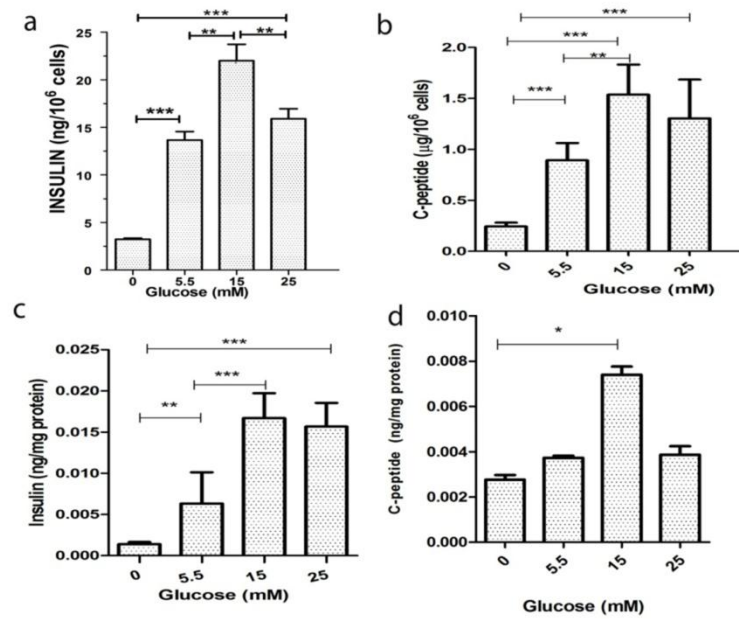 a
INSULIN (ng/10⁶ cells)
30
25
20
15
10
5
0
***
**
**
***
0 5.5 15 25
Glucose (mM)
b
C-peptide (µg/10⁶ cells)
2.0
1.5
1.0
0.5
0.0
***
***
**
***
0 5.5 15 25
Glucose (mM)
c
Insulin (ng/mg protein)
0.025
0.020
0.015
0.010
0.005
0.000
***
***
**
0 5.5 15 25
Glucose (mM)
d
C-peptide (ng/mg protein)
0.010
0.008
0.006
0.004
0.002
0.000
*
0 5.5 15 25
Glucose (mM)